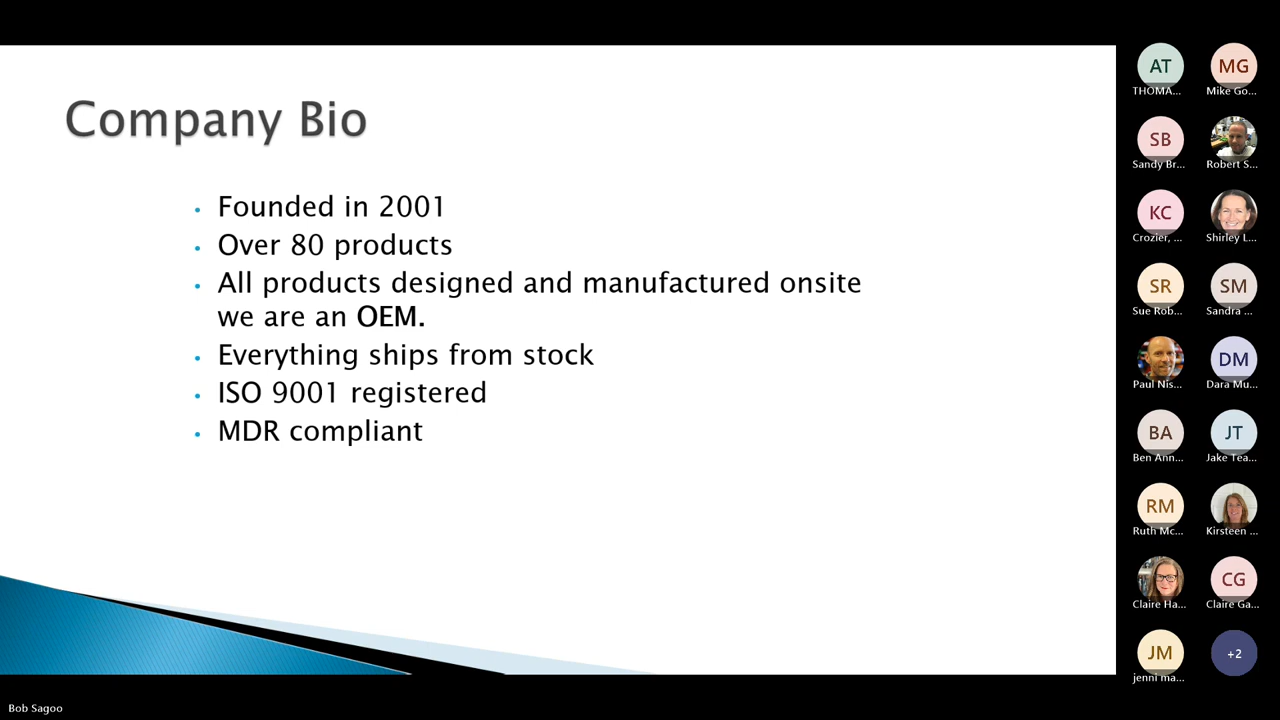 Company Bio
• Founded in 2001
• Over 80 products
• All products designed and manufactured onsite
we are an OEM.
• Everything ships from stock
• ISO 9001 registered
• MDR compliant
AT
THOMA...
MG
Mike Go...
SB
Sandy Br...
Robert S...
KC
Crozier, ...
Shirley L...
SR
Sue Rob...
SM
Sandra ...
Paul Nis...
DM
Dara Mu...
BA
Ben Ann...
JT
Jake Tea...
RM
Ruth Mc...
Kirsteen ...
Claire Ha...
CG
Claire Ga...
JM
jenni ma...
+2
Bob Sagoo